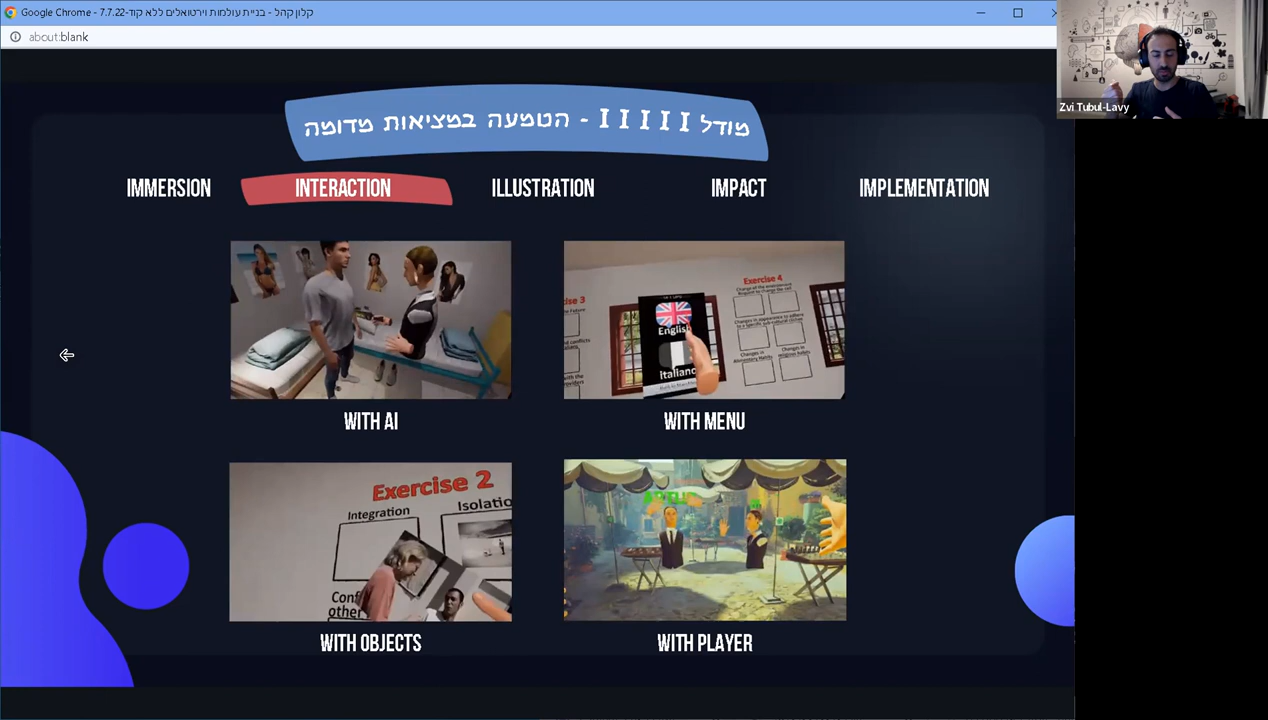 קלון קהל - בניית עולמות וירטואלים ללא קוד-7.7.22 - Google Chrome
about:blank
Zvi Tubul-Lavy
מודל I I I I I - הטמעה במציאות מדומה
IMMERSION INTERACTION ILLUSTRATION IMPACT IMPLEMENTATION
Exercise 4
English
Italiano
WITH AI WITH MENU
Exercise 2
Integration
WITH OBJECTS WITH PLAYER